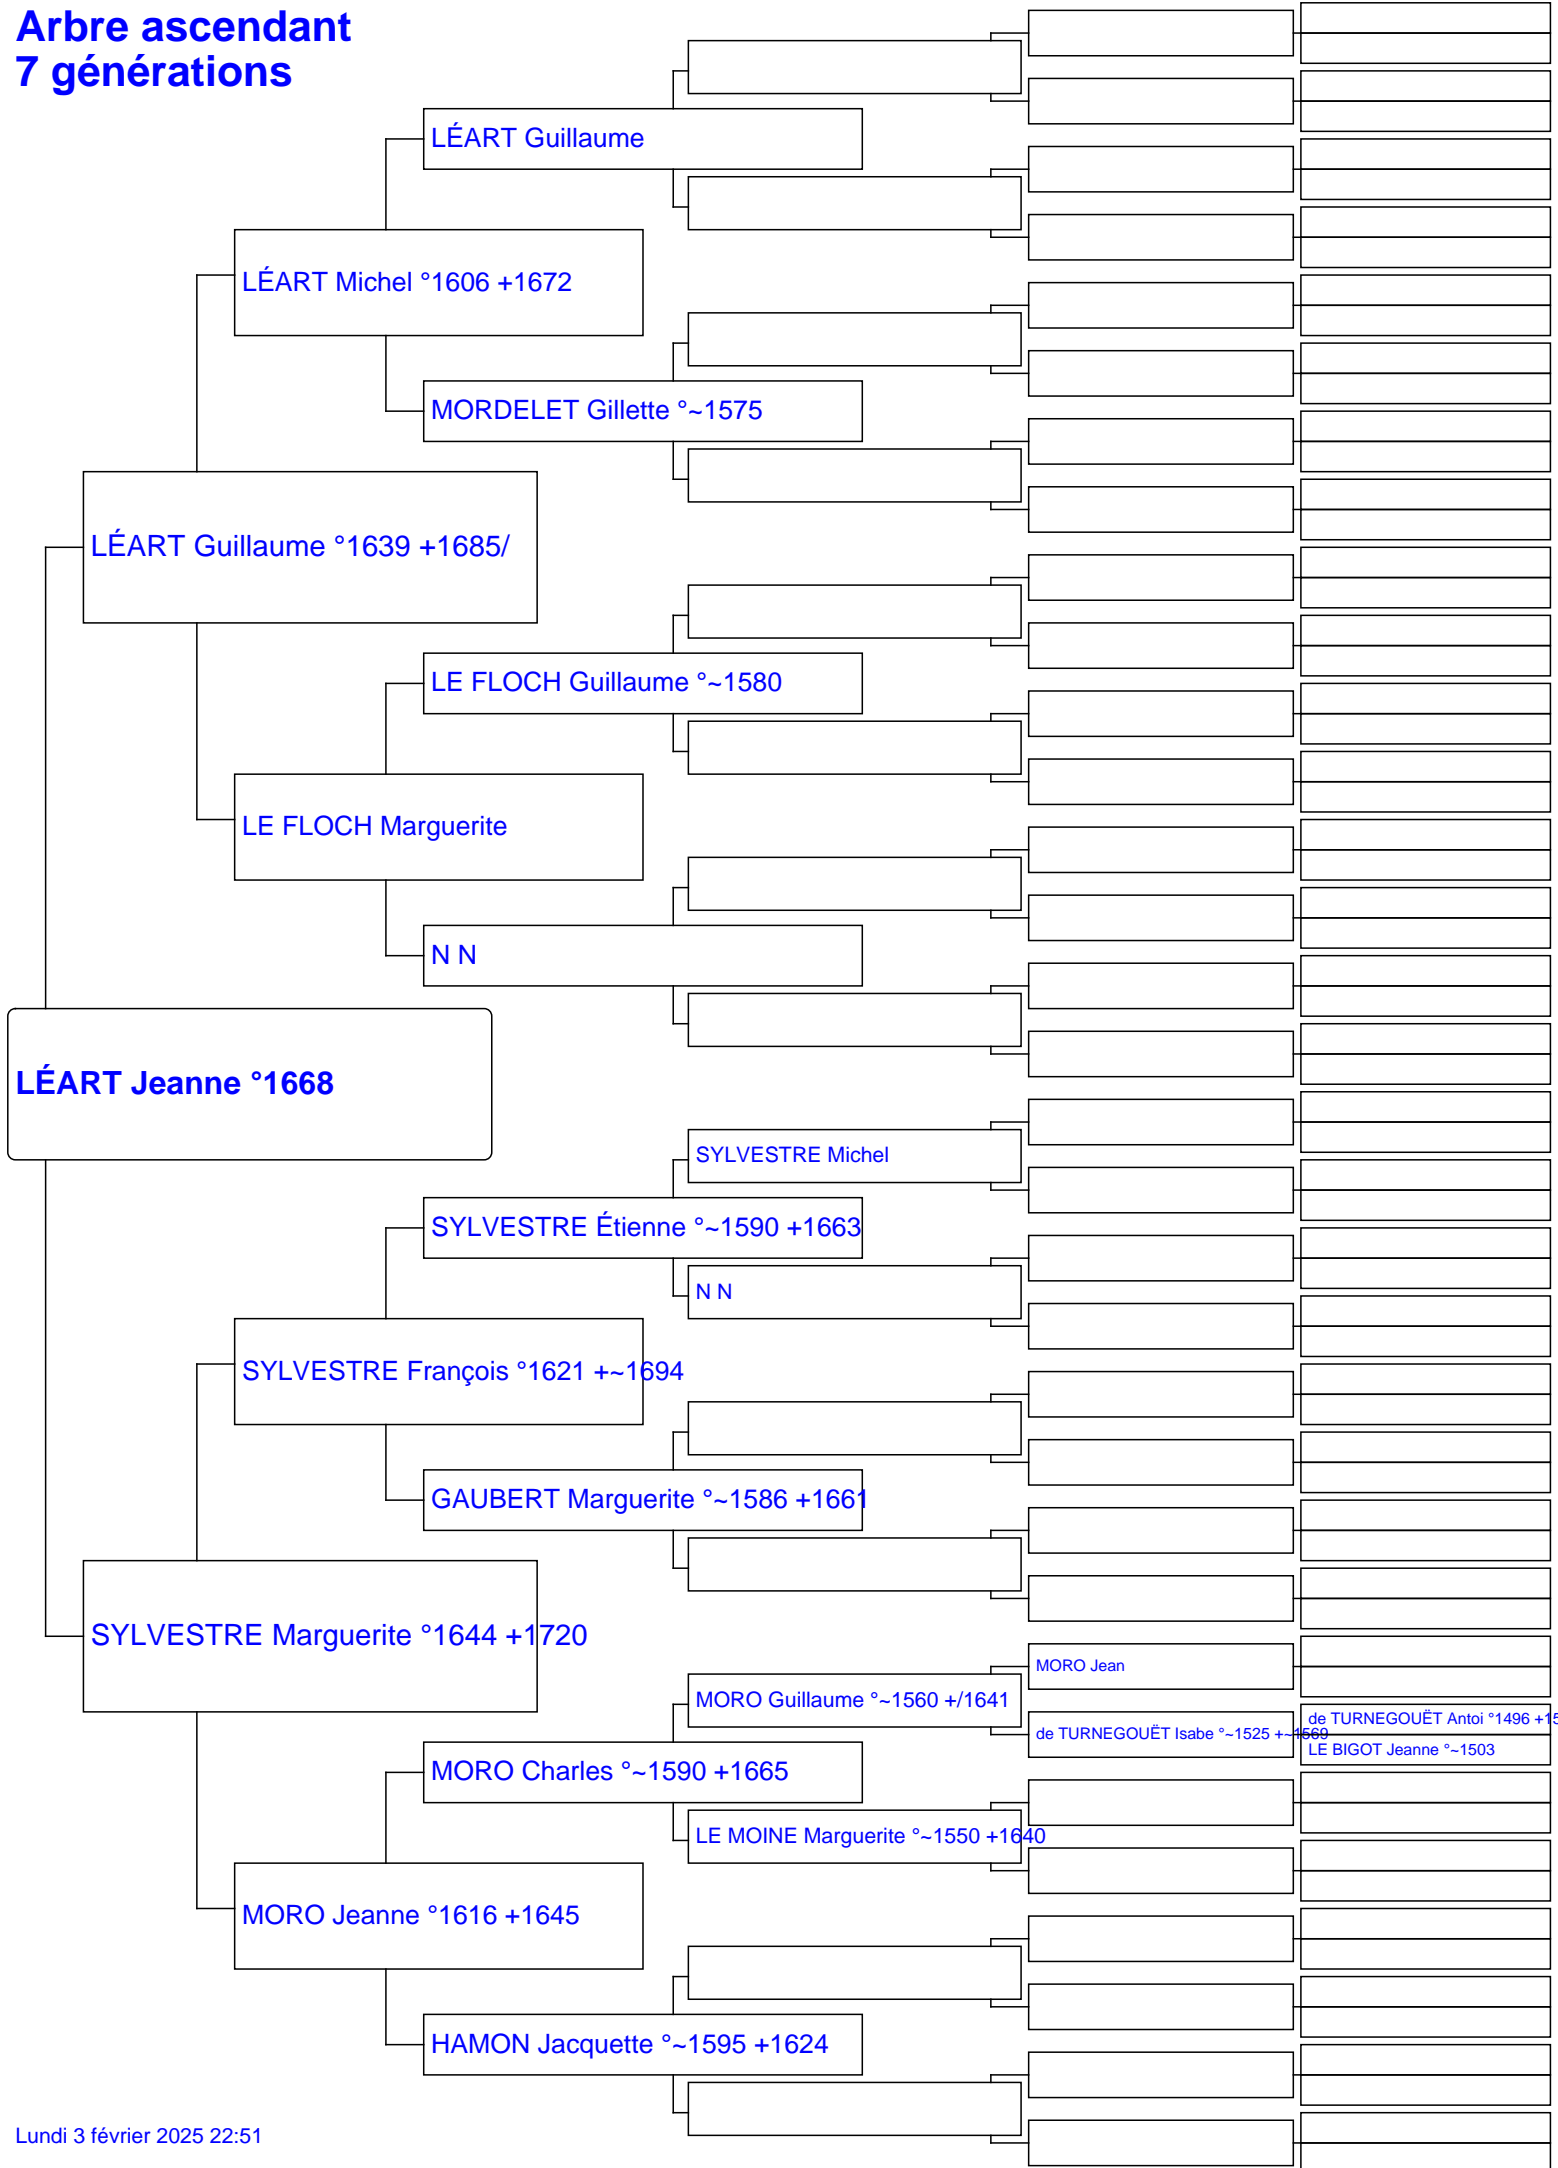 Arbre ascendant
7 générations
LÉART Guillaume
LÉART Michel °1606 +1672
MORDELET Gillette °~1575
LÉART Guillaume °1639 +1685/
LE FLOCH Guillaume °~1580
LE FLOCH Marguerite
N N
LÉART Jeanne °1668
SYLVESTRE Michel
SYLVESTRE Étienne °~1590 +1663
N N
SYLVESTRE François °1621 +~1694
GAUBERT Marguerite °~1586 +1661
SYLVESTRE Marguerite °1644 +1720
MORO Jean
MORO Guillaume °~1560 +/1641
de TURNEGOUËT Antoi °1496 +15
de TURNEGOUËT Isabe °~1525 +~1569
LE BIGOT Jeanne °~1503
MORO Charles °~1590 +1665
LE MOINE Marguerite °~1550 +1640
MORO Jeanne °1616 +1645
HAMON Jacquette °~1595 +1624
Lundi 3 février 2025 22:51